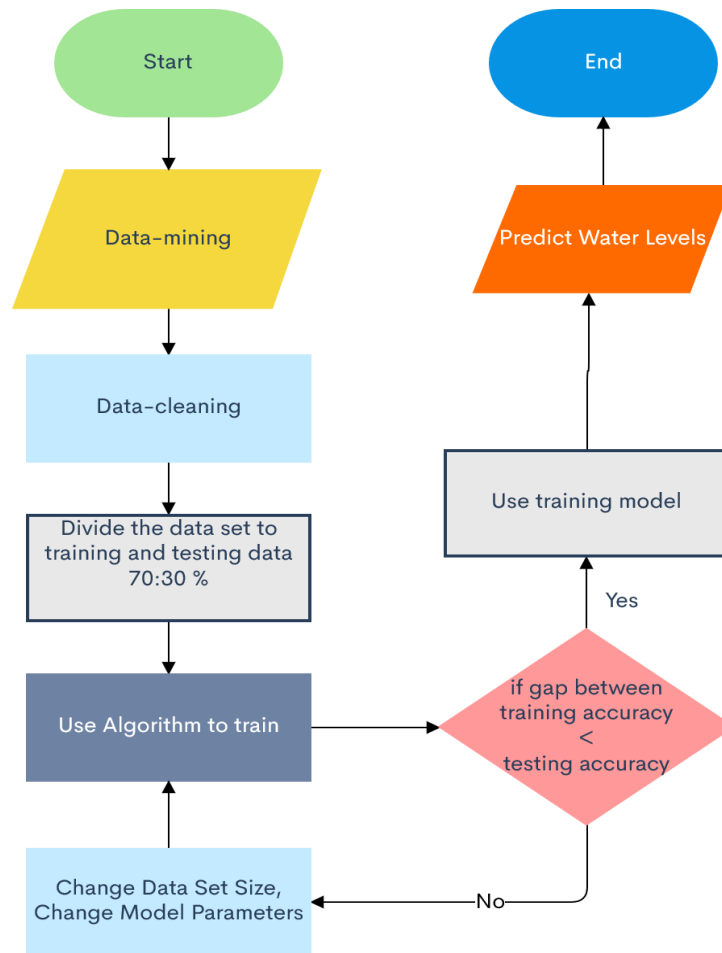 Start
Data-mining
Data-cleaning
Divide the data set to
training and testing data
70:30 %
Use Algorithm to train
Change Data Set Size,
Change Model Parameters
No
if gap between
training accuracy
<
testing accuracy
Yes
Use training model
Predict Water Levels
End